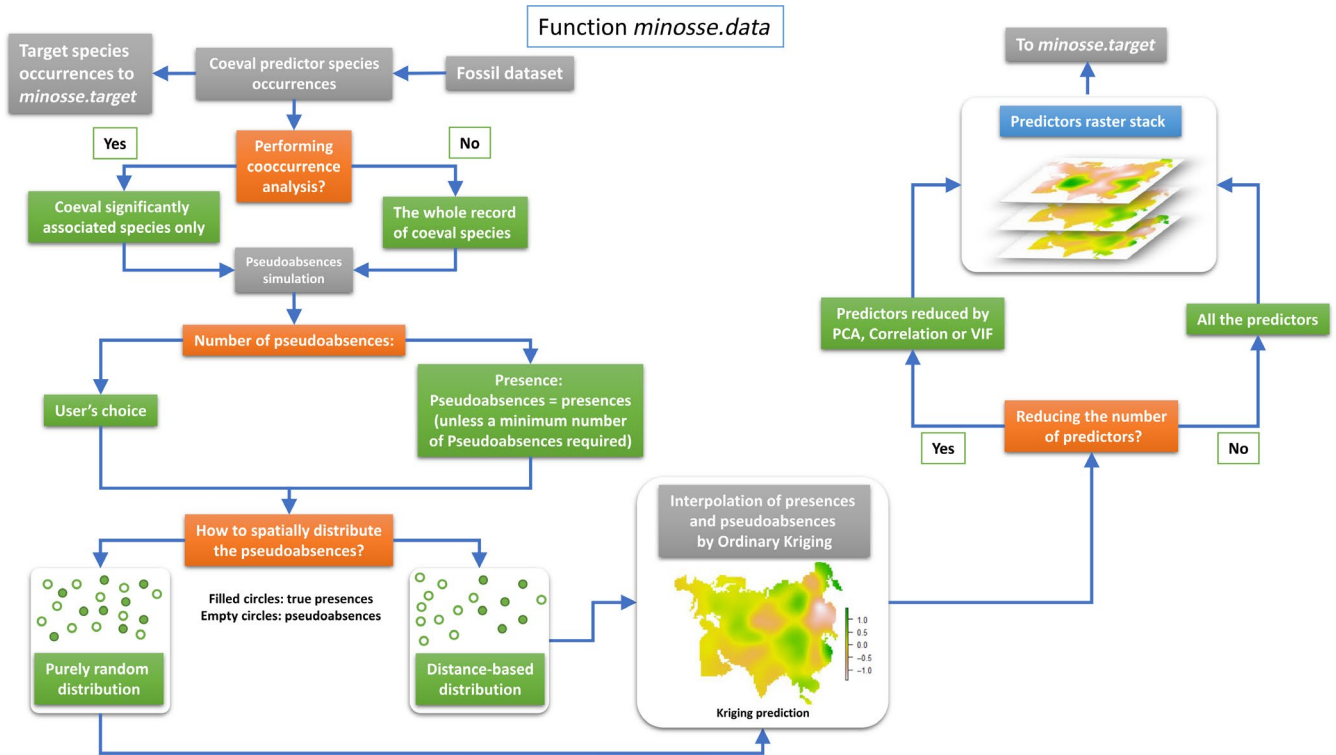 Function minosse.data
Target species
occurrences to
minosse.target
Coeval predictor species
occurrences
Fossil dataset
Yes
Performing
cooccurrence
analysis?
No
Coeval significantly
associated species only
The whole record
of coeval species
Pseudoabsences
simulation
Number of pseudoabsences:
User's choice
Presence:
Pseudoabsences = presences
(unless a minimum number
of Pseudoabsences required)
How to spatially distribute
the pseudoabsences?
Filled circles: true presences
Empty circles: pseudoabsences
Purely random
distribution
Distance-based
distribution
Interpolation of presences
and pseudoabsences
by Ordinary Kriging
1.0
0.5
0.0
−0.5
−1.0
Kriging prediction
To minosse.target
Predictors raster stack
Predictors reduced by
PCA, Correlation or VIF
All the predictors
Reducing the number
of predictors?
Yes
No